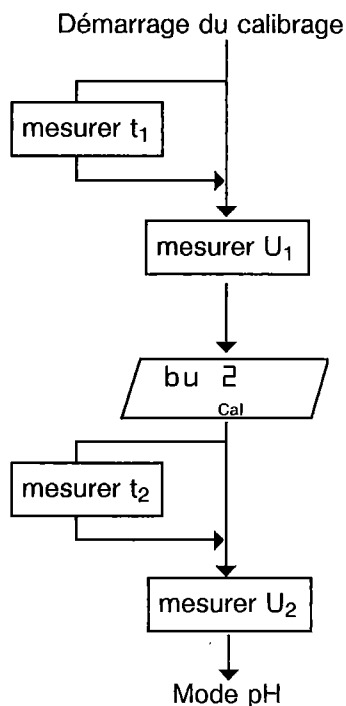 Démarrage du calibrage
mesurer t₁
mesurer U₁
bu 2
Cal
mesurer t₂
mesurer U₂
Mode pH